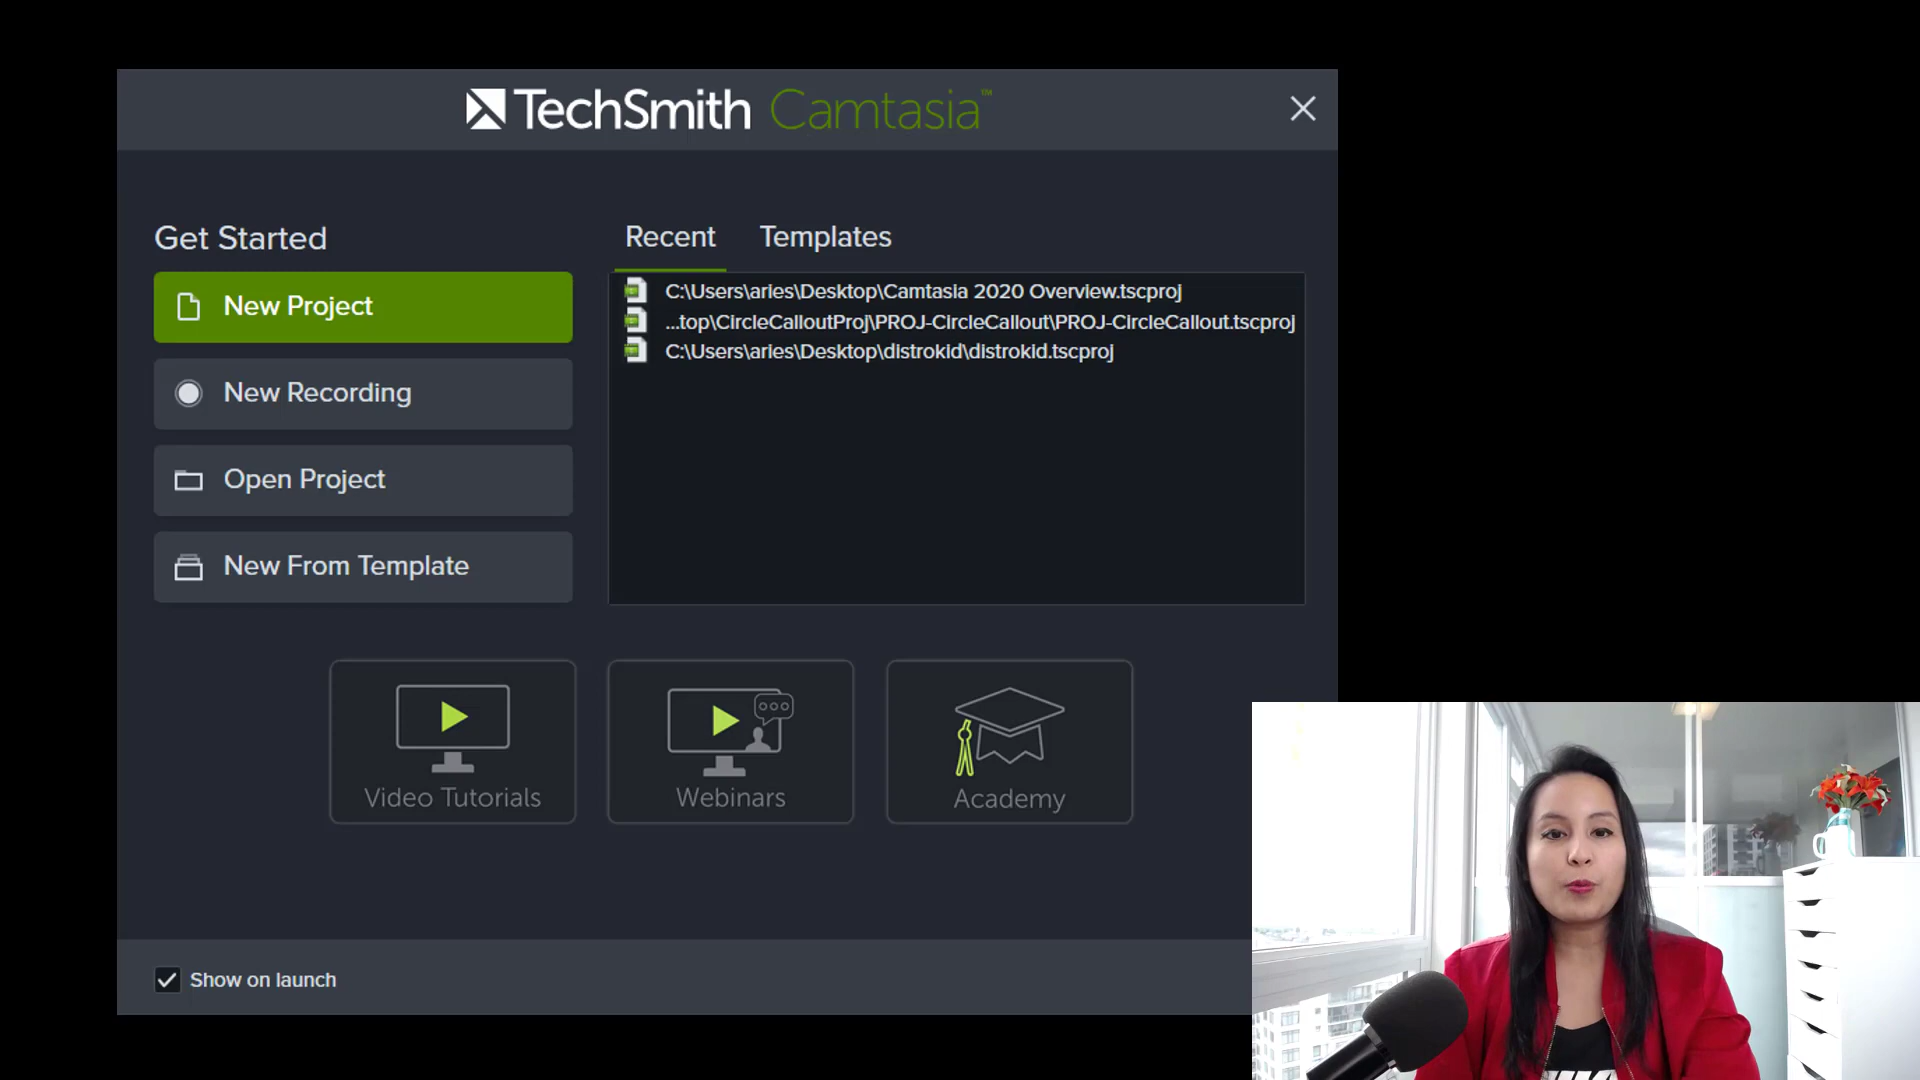 TechSmith Camtasia™
Get Started
New Project
New Recording
Open Project
New From Template
Recent Templates
C:\Users\aries\Desktop\Camtasia 2020 Overview.tscproj
...top\CircleCalloutProj\PROJ-CircleCallout\PROJ-CircleCallout.tscproj
C:\Users\aries\Desktop\distrokid\distrokid.tscproj
Video Tutorials
Webinars
Academy
Show on launch